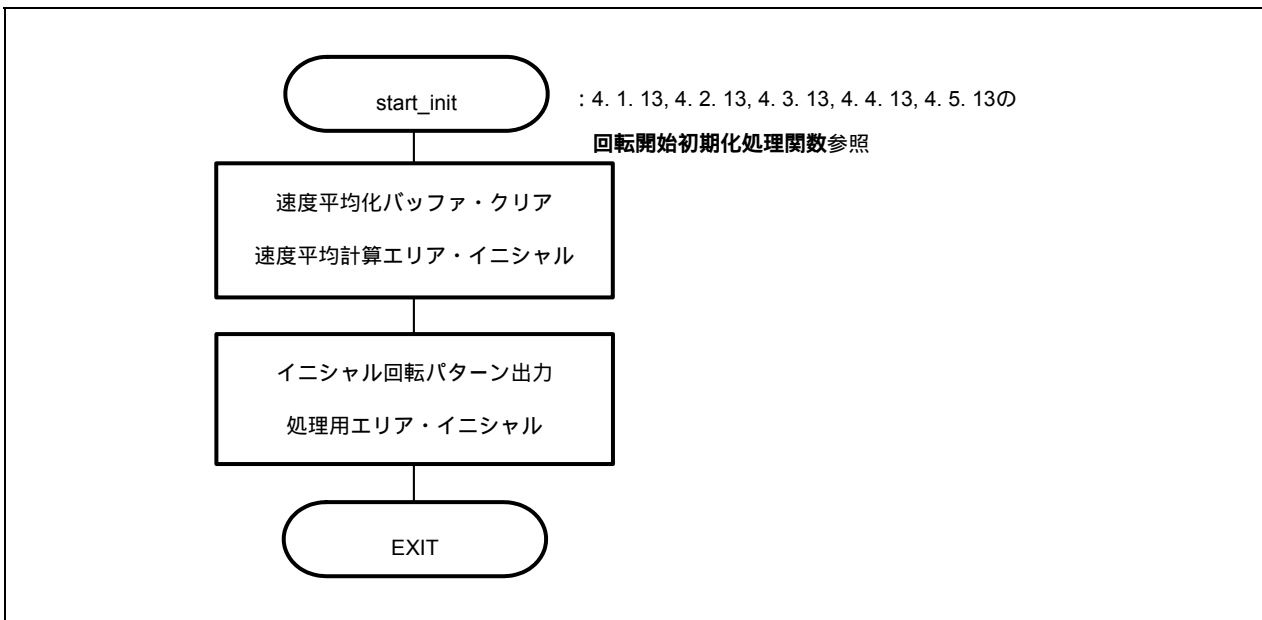 start_init
: 4. 1. 13, 4. 2. 13, 4. 3. 13, 4. 4. 13, 4. 5. 13の
回転開始初期化処理関数参照
速度平均化バッファ・クリア
速度平均計算エリア・イニシャル
イニシャル回転パターン出力
処理用エリア・イニシャル
EXIT